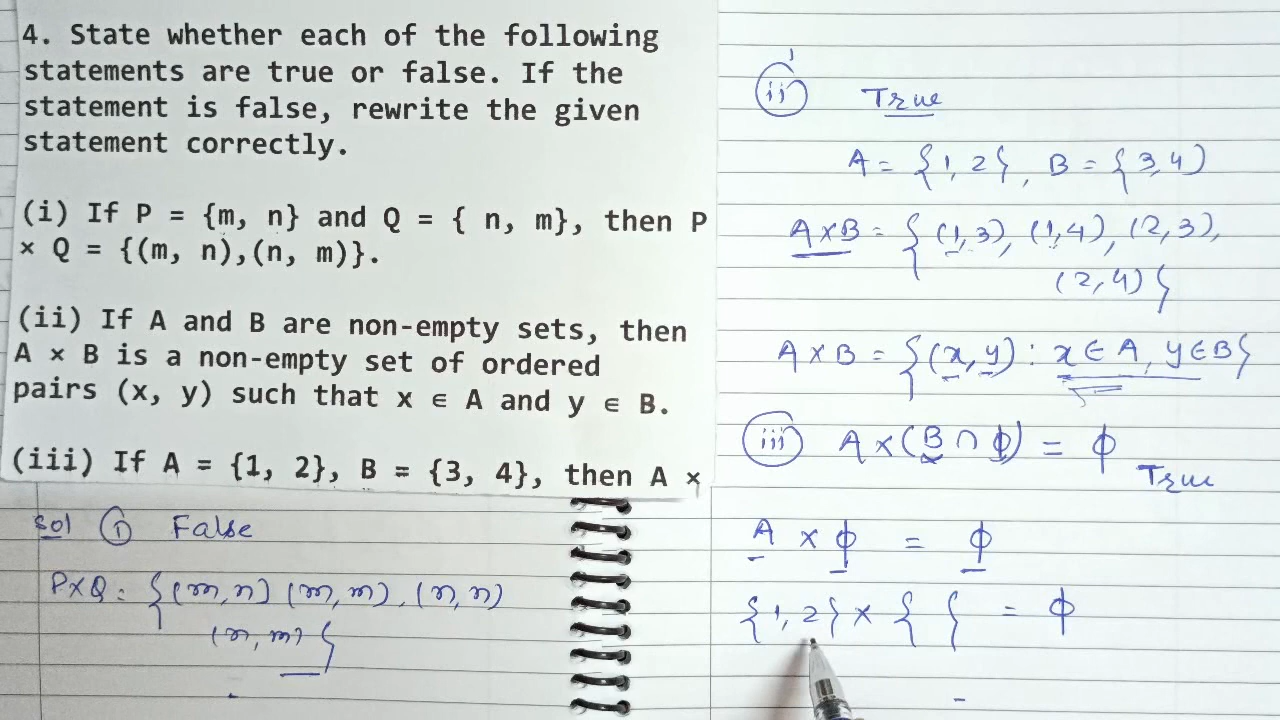 4. State whether each of the following
statements are true or false. If the
statement is false, rewrite the given
statement correctly.
(i) If P = {m, n} and Q = { n, m}, then P
× Q = {(m, n),(n, m)}.
(ii) If A and B are non-empty sets, then
A × B is a non-empty set of ordered
pairs (x, y) such that x ∈ A and y ∈ B.
(iii) If A = {1, 2}, B = {3, 4}, then A ×
Sol (i) False
P×Q = {(m,n) (m,m), (n,n)
(n,m)}
(ii) True
A = {1, 2}, B = {3,4}
A×B = {(1,3), (1,4), (2,3),
(2,4)}
A×B = {(x,y) : x∈A, y∈B}
(iii) A×(B∩ϕ) = ϕ
True
A × ϕ = ϕ
{1,2} × { } = ϕ